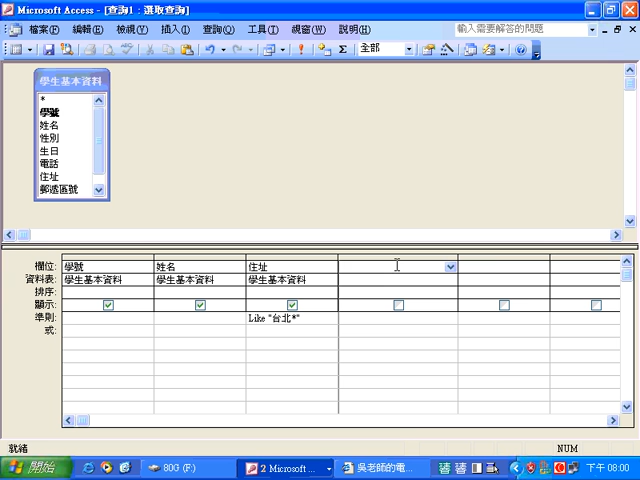 Microsoft Access - [查詢1 : 選取查詢]
檔案(F) 編輯(E) 檢視(V) 插入(I) 查詢(Q) 工具(T) 視窗(W) 說明(H) 輸入需要解答的問題
全部
學生基本資料
*
學號
姓名
性別
生日
電話
住址
郵遞區號
欄位: 學號 姓名 住址
資料表: 學生基本資料 學生基本資料 學生基本資料
排序:
顯示:
準則: Like "台北*"
或:
就緒 NUM
開始 80G (F:) 2 Microsoft ... 吳老師的電... 下午 08:00